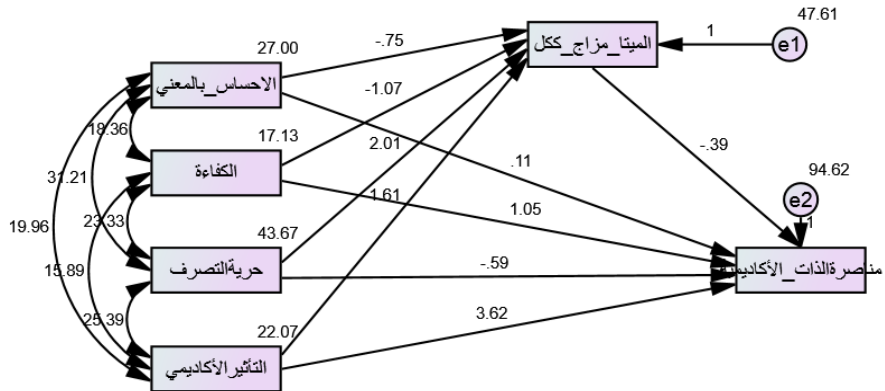 47.61
الميتا_مزاج_ككل
1
e1
27.00
-.75
الاحساس_بالمعني
-1.07
18.36
17.13
2.01
-.39
الكفاءة
.11
94.62
31.21
1.61
1.05
e2
19.96
23.33
43.67
1
حريةالتصرف
-.59
مناصرةالذات_الأكاديمية
15.89
25.39
22.07
3.62
التأثيرالأكاديمي